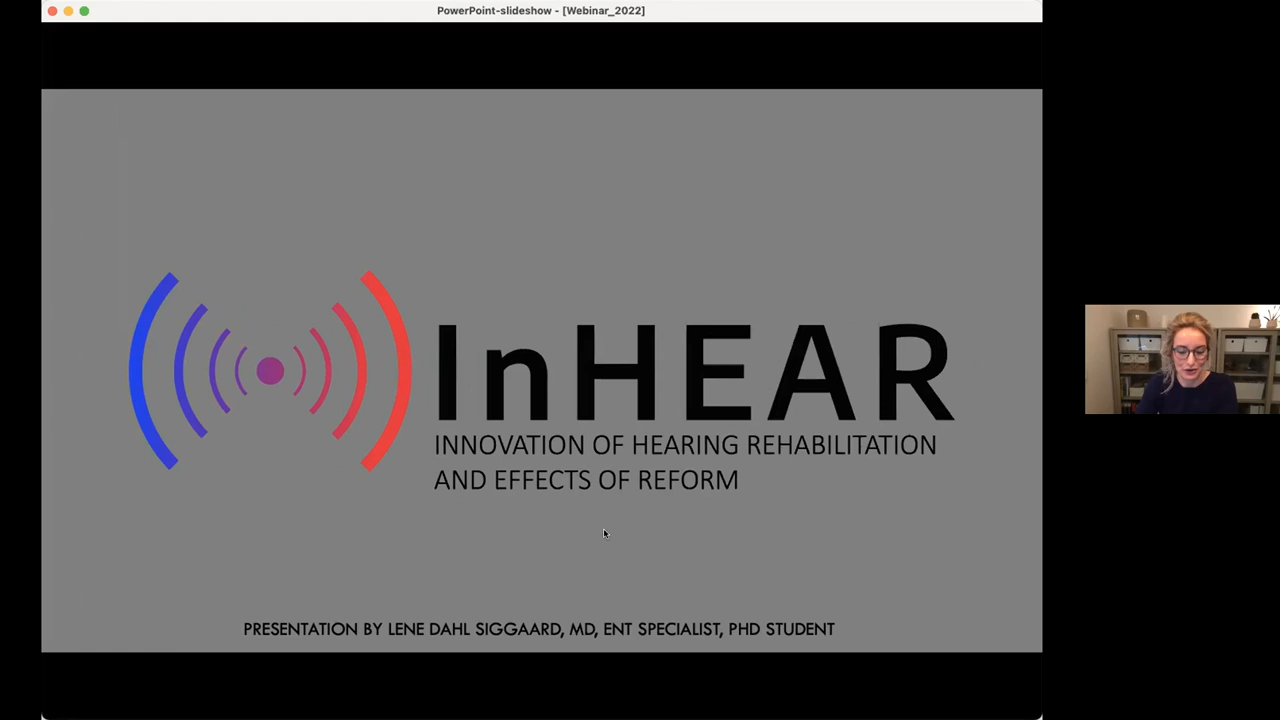 PowerPoint-slideshow - [Webinar_2022]
InHEAR
INNOVATION OF HEARING REHABILITATION
AND EFFECTS OF REFORM
PRESENTATION BY LENE DAHL SIGGAARD, MD, ENT SPECIALIST, PHD STUDENT